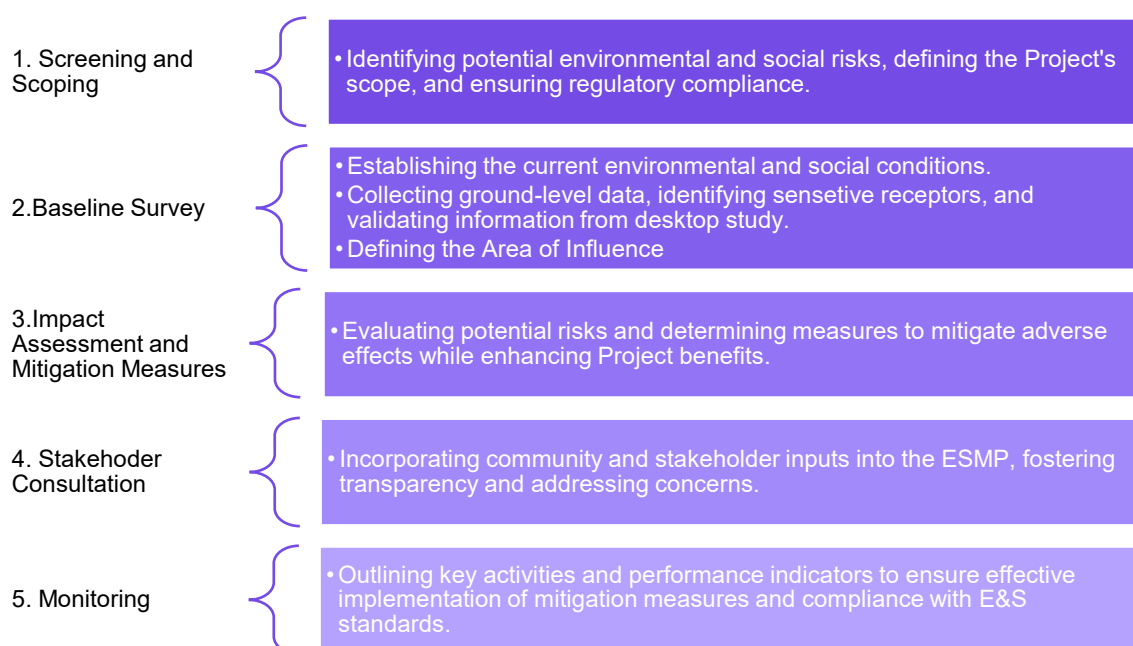 1. Screening and
Scoping
• Identifying potential environmental and social risks, defining the Project's
scope, and ensuring regulatory compliance.
2.Baseline Survey
• Establishing the current environmental and social conditions.
• Collecting ground-level data, identifying sensetive receptors, and
validating information from desktop study.
• Defining the Area of Influence
3.Impact
Assessment and
Mitigation Measures
• Evaluating potential risks and determining measures to mitigate adverse
effects while enhancing Project benefits.
4. Stakehoder
Consultation
• Incorporating community and stakeholder inputs into the ESMP, fostering
transparency and addressing concerns.
5. Monitoring
• Outlining key activities and performance indicators to ensure effective
implementation of mitigation measures and compliance with E&S
standards.